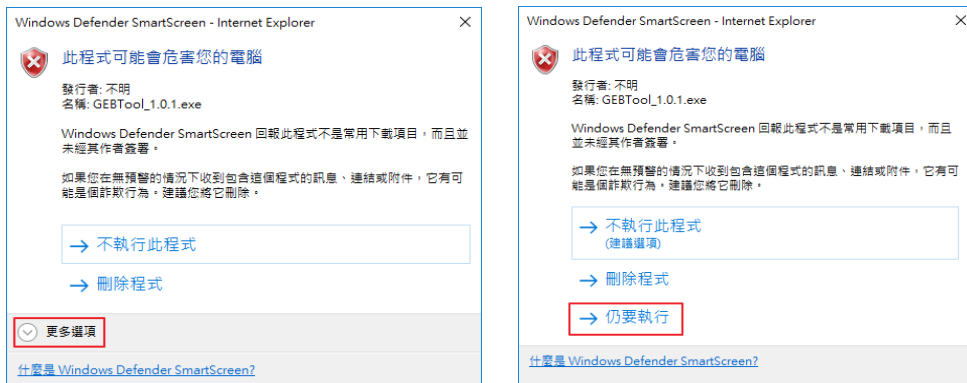 Windows Defender SmartScreen - Internet Explorer
此程式可能會危害您的電腦
發行者: 不明
名稱: GEBTool_1.0.1.exe
Windows Defender SmartScreen 回報此程式不是常用下載項目，而且並
未經其作者簽署。
如果您在無預警的情況下收到包含這個程式的訊息、連結或附件，它有可
能是個詐欺行為。建議您將它刪除。
→ 不執行此程式
→ 刪除程式
更多選項
什麼是 Windows Defender SmartScreen?
Windows Defender SmartScreen - Internet Explorer
此程式可能會危害您的電腦
發行者: 不明
名稱: GEBTool_1.0.1.exe
Windows Defender SmartScreen 回報此程式不是常用下載項目，而且
並未經其作者簽署。
如果您在無預警的情況下收到包含這個程式的訊息、連結或附件，它有可
能是個詐欺行為。建議您將它刪除。
→ 不執行此程式
(建議選項)
→ 刪除程式
→ 仍要執行
什麼是 Windows Defender SmartScreen?